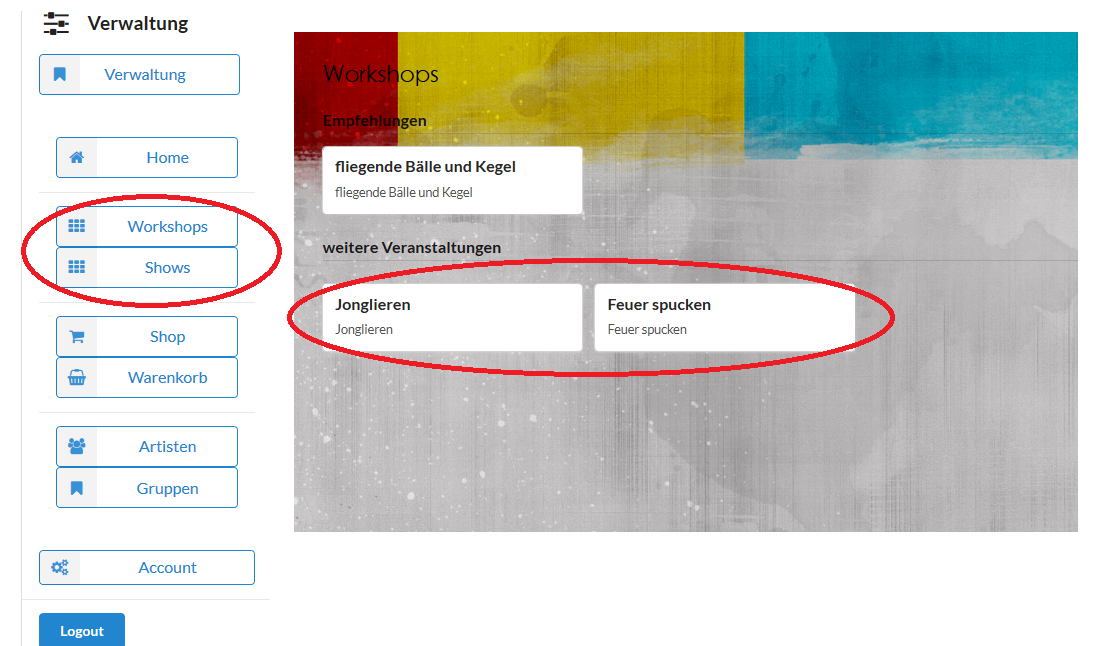 Verwaltung
Verwaltung
Home
Workshops
Shows
Shop
Warenkorb
Artisten
Gruppen
Account
Logout
Workshops
Empfehlungen
fliegende Bälle und Kegel
fliegende Bälle und Kegel
weitere Veranstaltungen
Jonglieren
Jonglieren
Feuer spucken
Feuer spucken